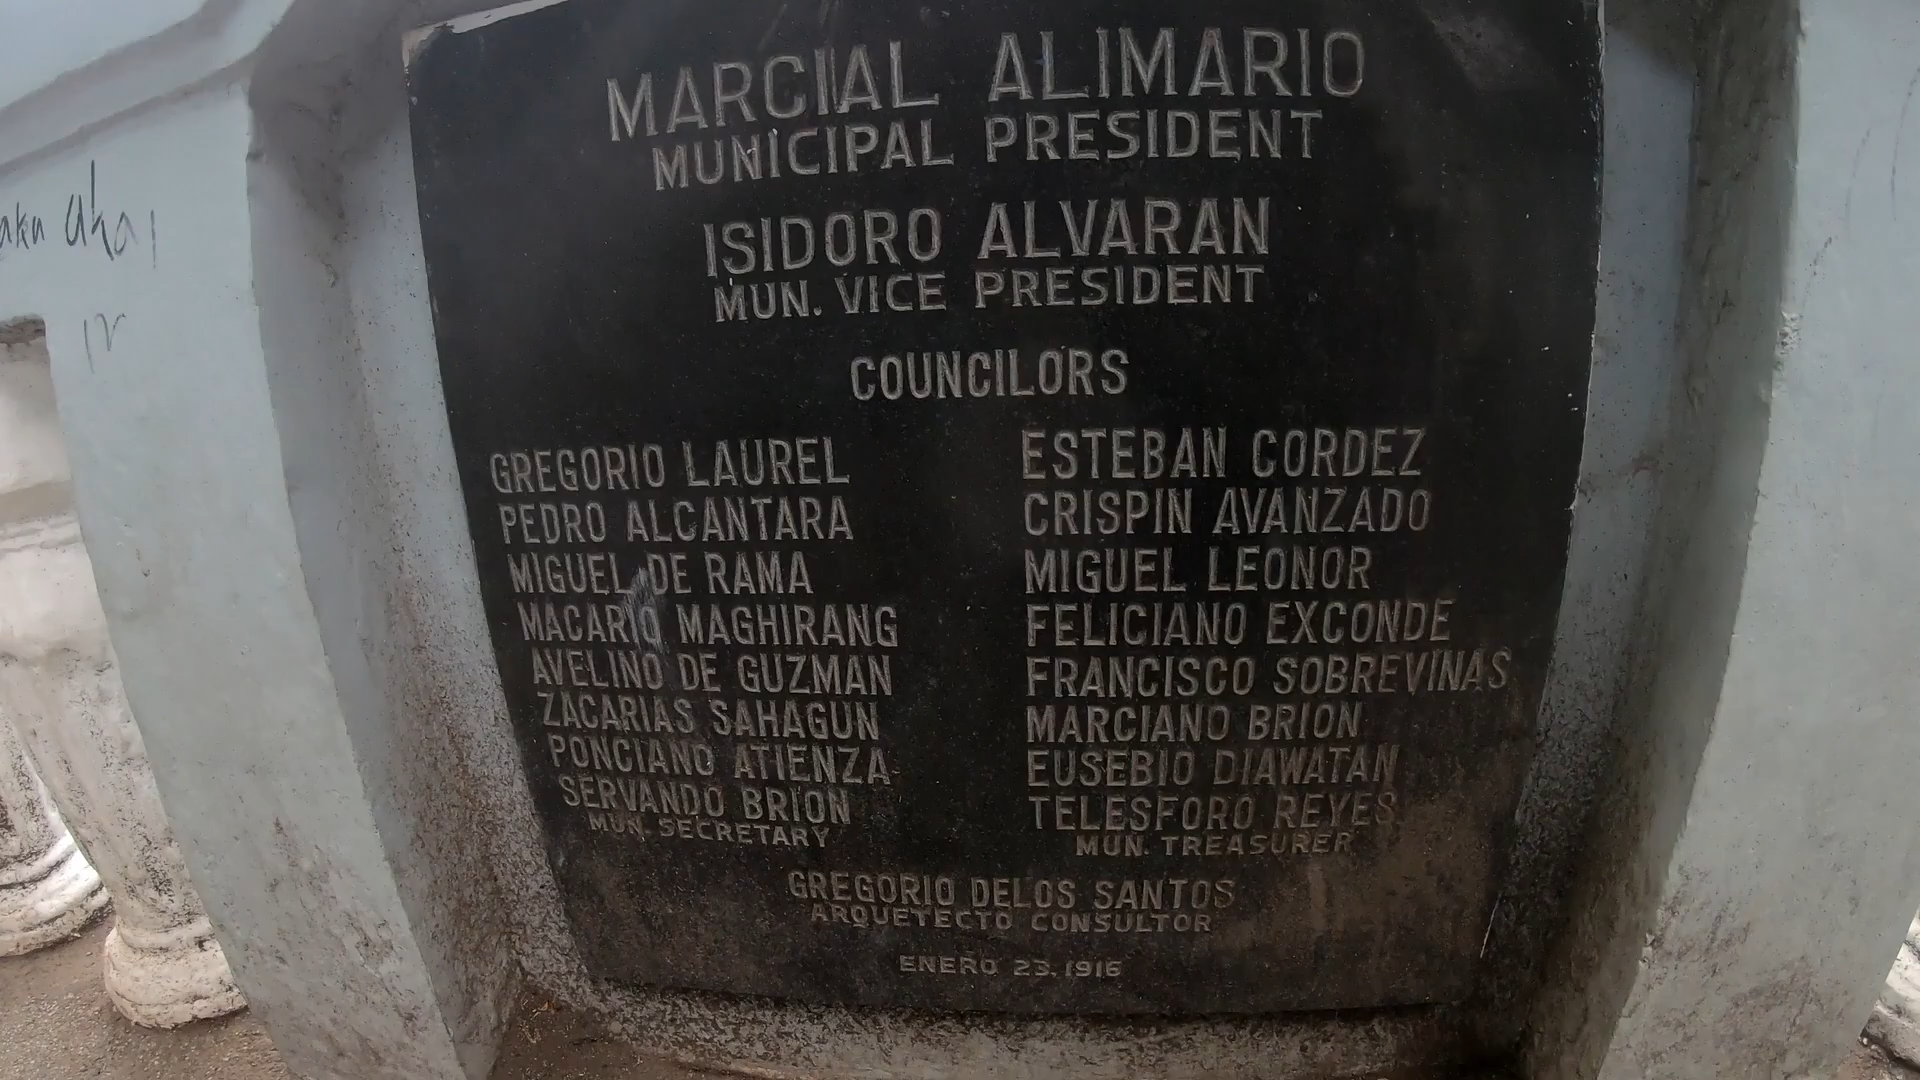 MARCIAL ALIMARIO
MUNICIPAL PRESIDENT
ISIDORO ALVARAN
MUN. VICE PRESIDENT
COUNCILORS
GREGORIO LAUREL
PEDRO ALCANTARA
MIGUEL DE RAMA
MACARIO MAGHIRANG
AVELINO DE GUZMAN
ZACARIAS SAHAGUN
PONCIANO ATIENZA
SERVANDO BRION
MUN. SECRETARY
ESTEBAN CORDEZ
CRISPIN AVANZADO
MIGUEL LEONOR
FELICIANO EXCONDE
FRANCISCO SOBREVINAS
MARCIANO BRION
EUSEBIO DIAWATAN
TELESFORO REYES
MUN. TREASURER
GREGORIO DELOS SANTOS
ARQUETECTO CONSULTOR
ENERO 23, 1916